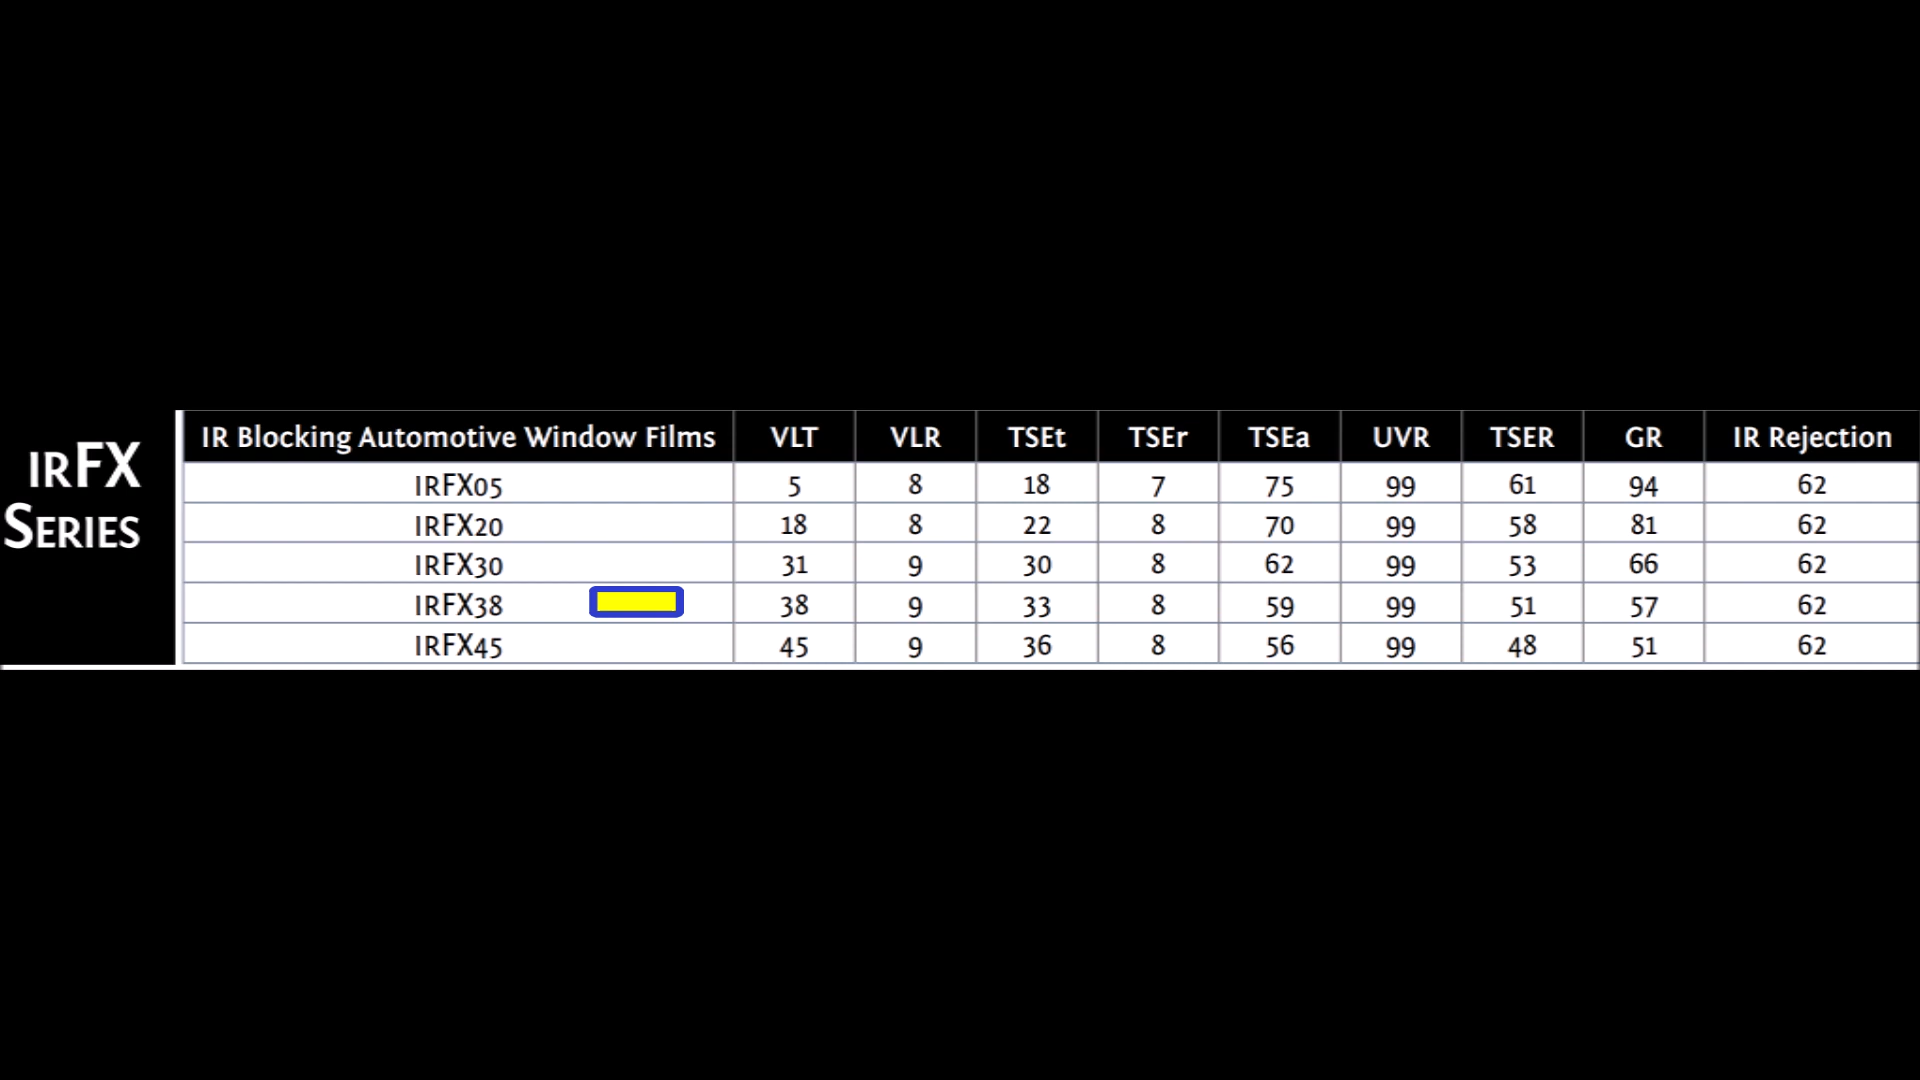 IRFX
SERIES
IR Blocking Automotive Window Films VLT VLR TSEt TSEr TSEa UVR TSER GR IR Rejection
IRFX05 5 8 18 7 75 99 61 94 62
IRFX20 18 8 22 8 70 99 58 81 62
IRFX30 31 9 30 8 62 99 53 66 62
IRFX38 38 9 33 8 59 99 51 57 62
IRFX45 45 9 36 8 56 99 48 51 62